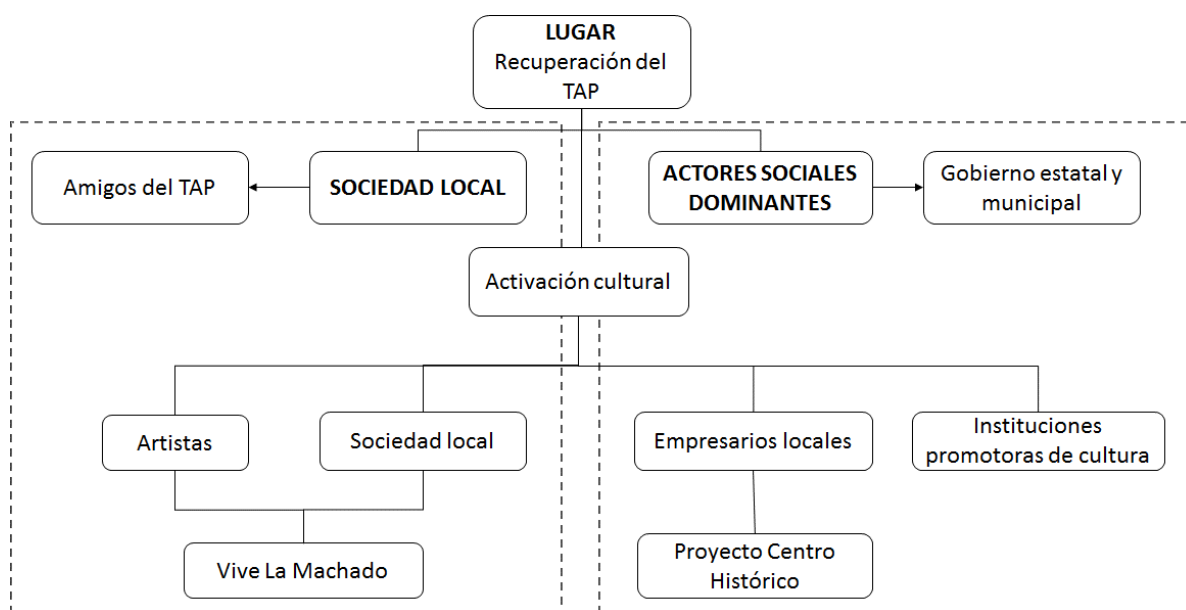 LUGAR
Recuperación del
TAP
Amigos del TAP
SOCIEDAD LOCAL
ACTORES SOCIALES
DOMINANTES
Gobierno estatal y
municipal
Activación cultural
Artistas
Sociedad local
Empresarios locales
Instituciones
promotoras de cultura
Vive La Machado
Proyecto Centro
Histórico